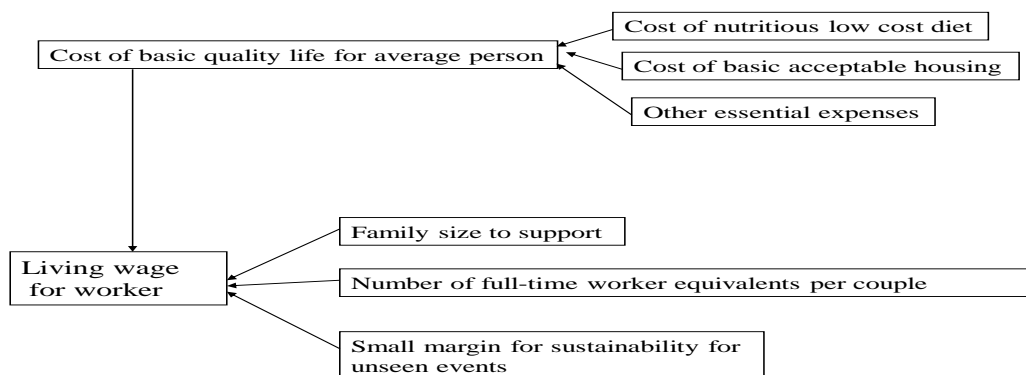 Cost of nutritious low cost diet
Cost of basic quality life for average person
Cost of basic acceptable housing
Other essential expenses
Family size to support
Living wage
for worker
Number of full-time worker equivalents per couple
Small margin for sustainability for
unseen events